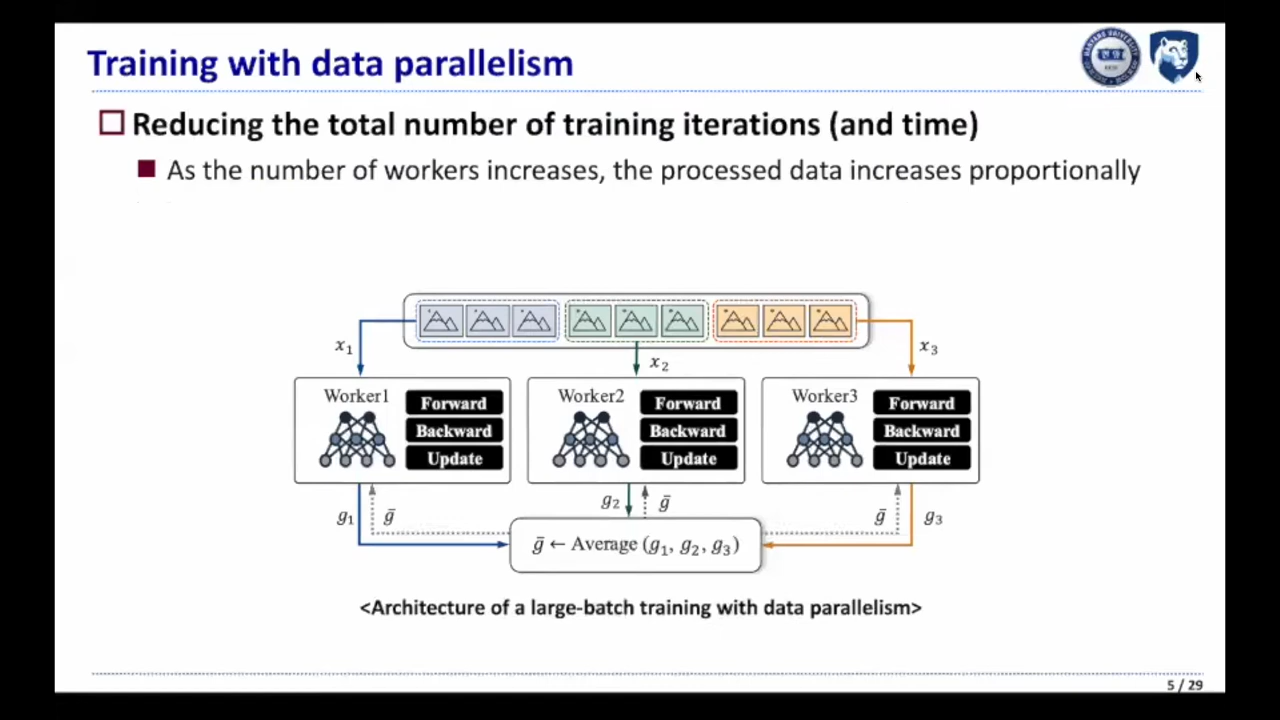 Training with data parallelism
Reducing the total number of training iterations (and time)
As the number of workers increases, the processed data increases proportionally
x₁
x₂
x₃
Worker1
Forward
Backward
Update
Worker2
Forward
Backward
Update
Worker3
Forward
Backward
Update
g₁
ḡ
g₂
ḡ
ḡ
g₃
ḡ ← Average (g₁, g₂, g₃)
<Architecture of a large-batch training with data parallelism>
5 / 29